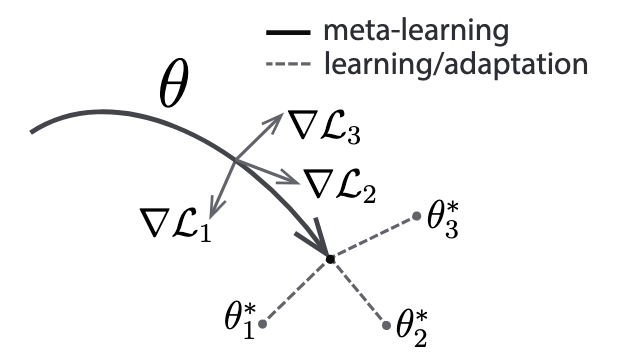 meta-learning
learning/adaptation
θ
∇ℒ₃
∇ℒ₂
∇ℒ₁
θ₃*
θ₁*
θ₂*